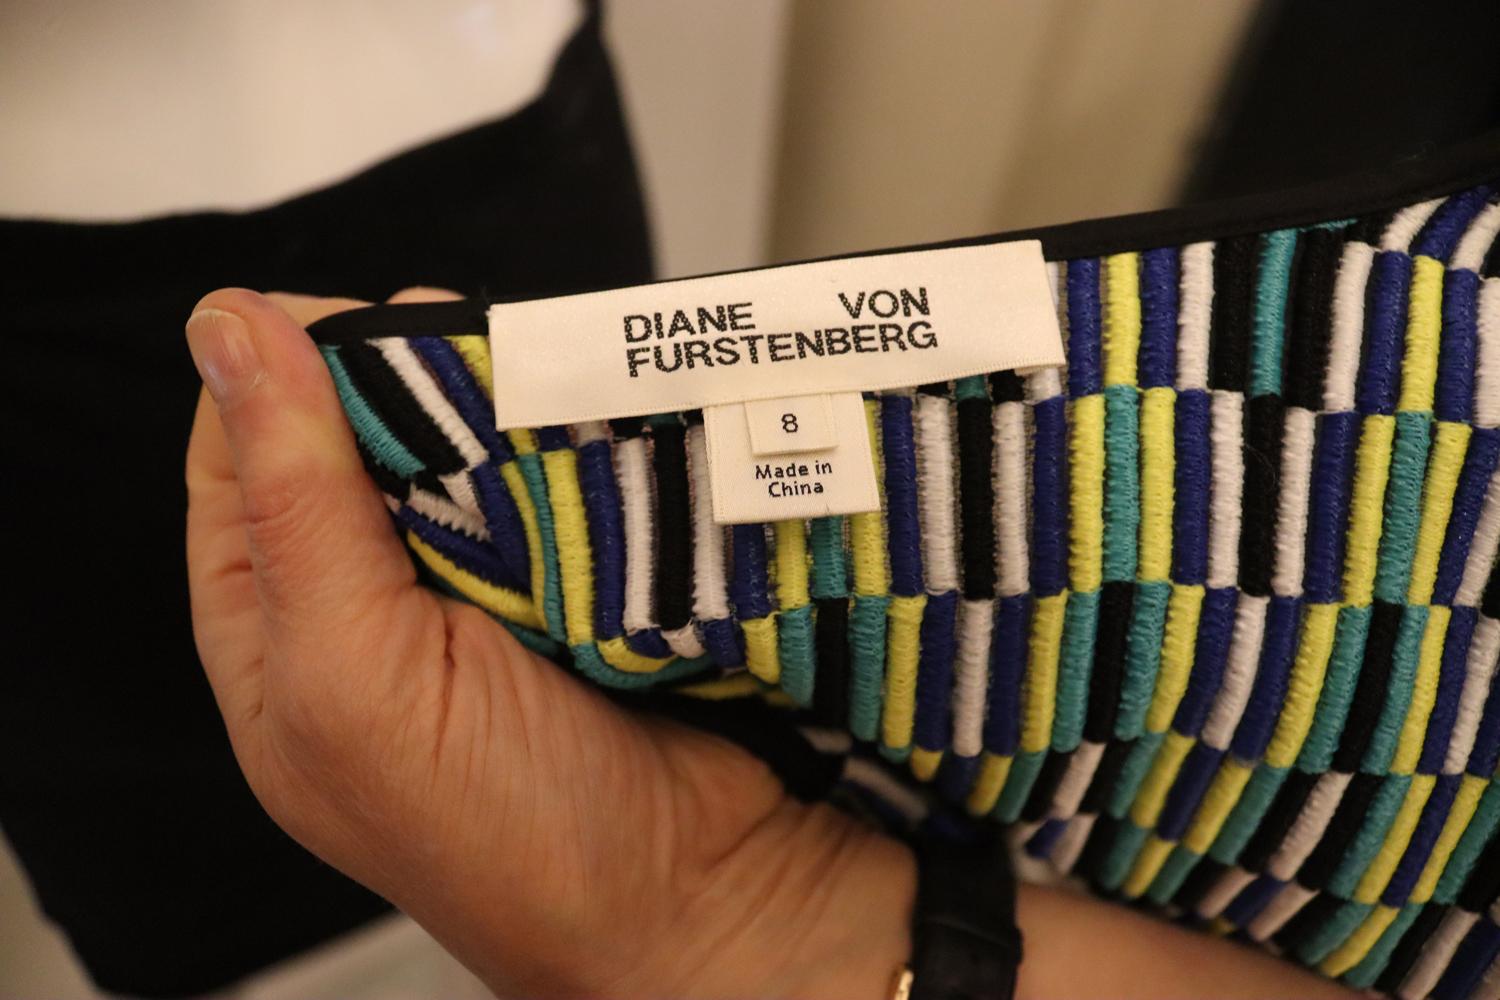 DIANE VON
FURSTENBERG
8
Made in
China